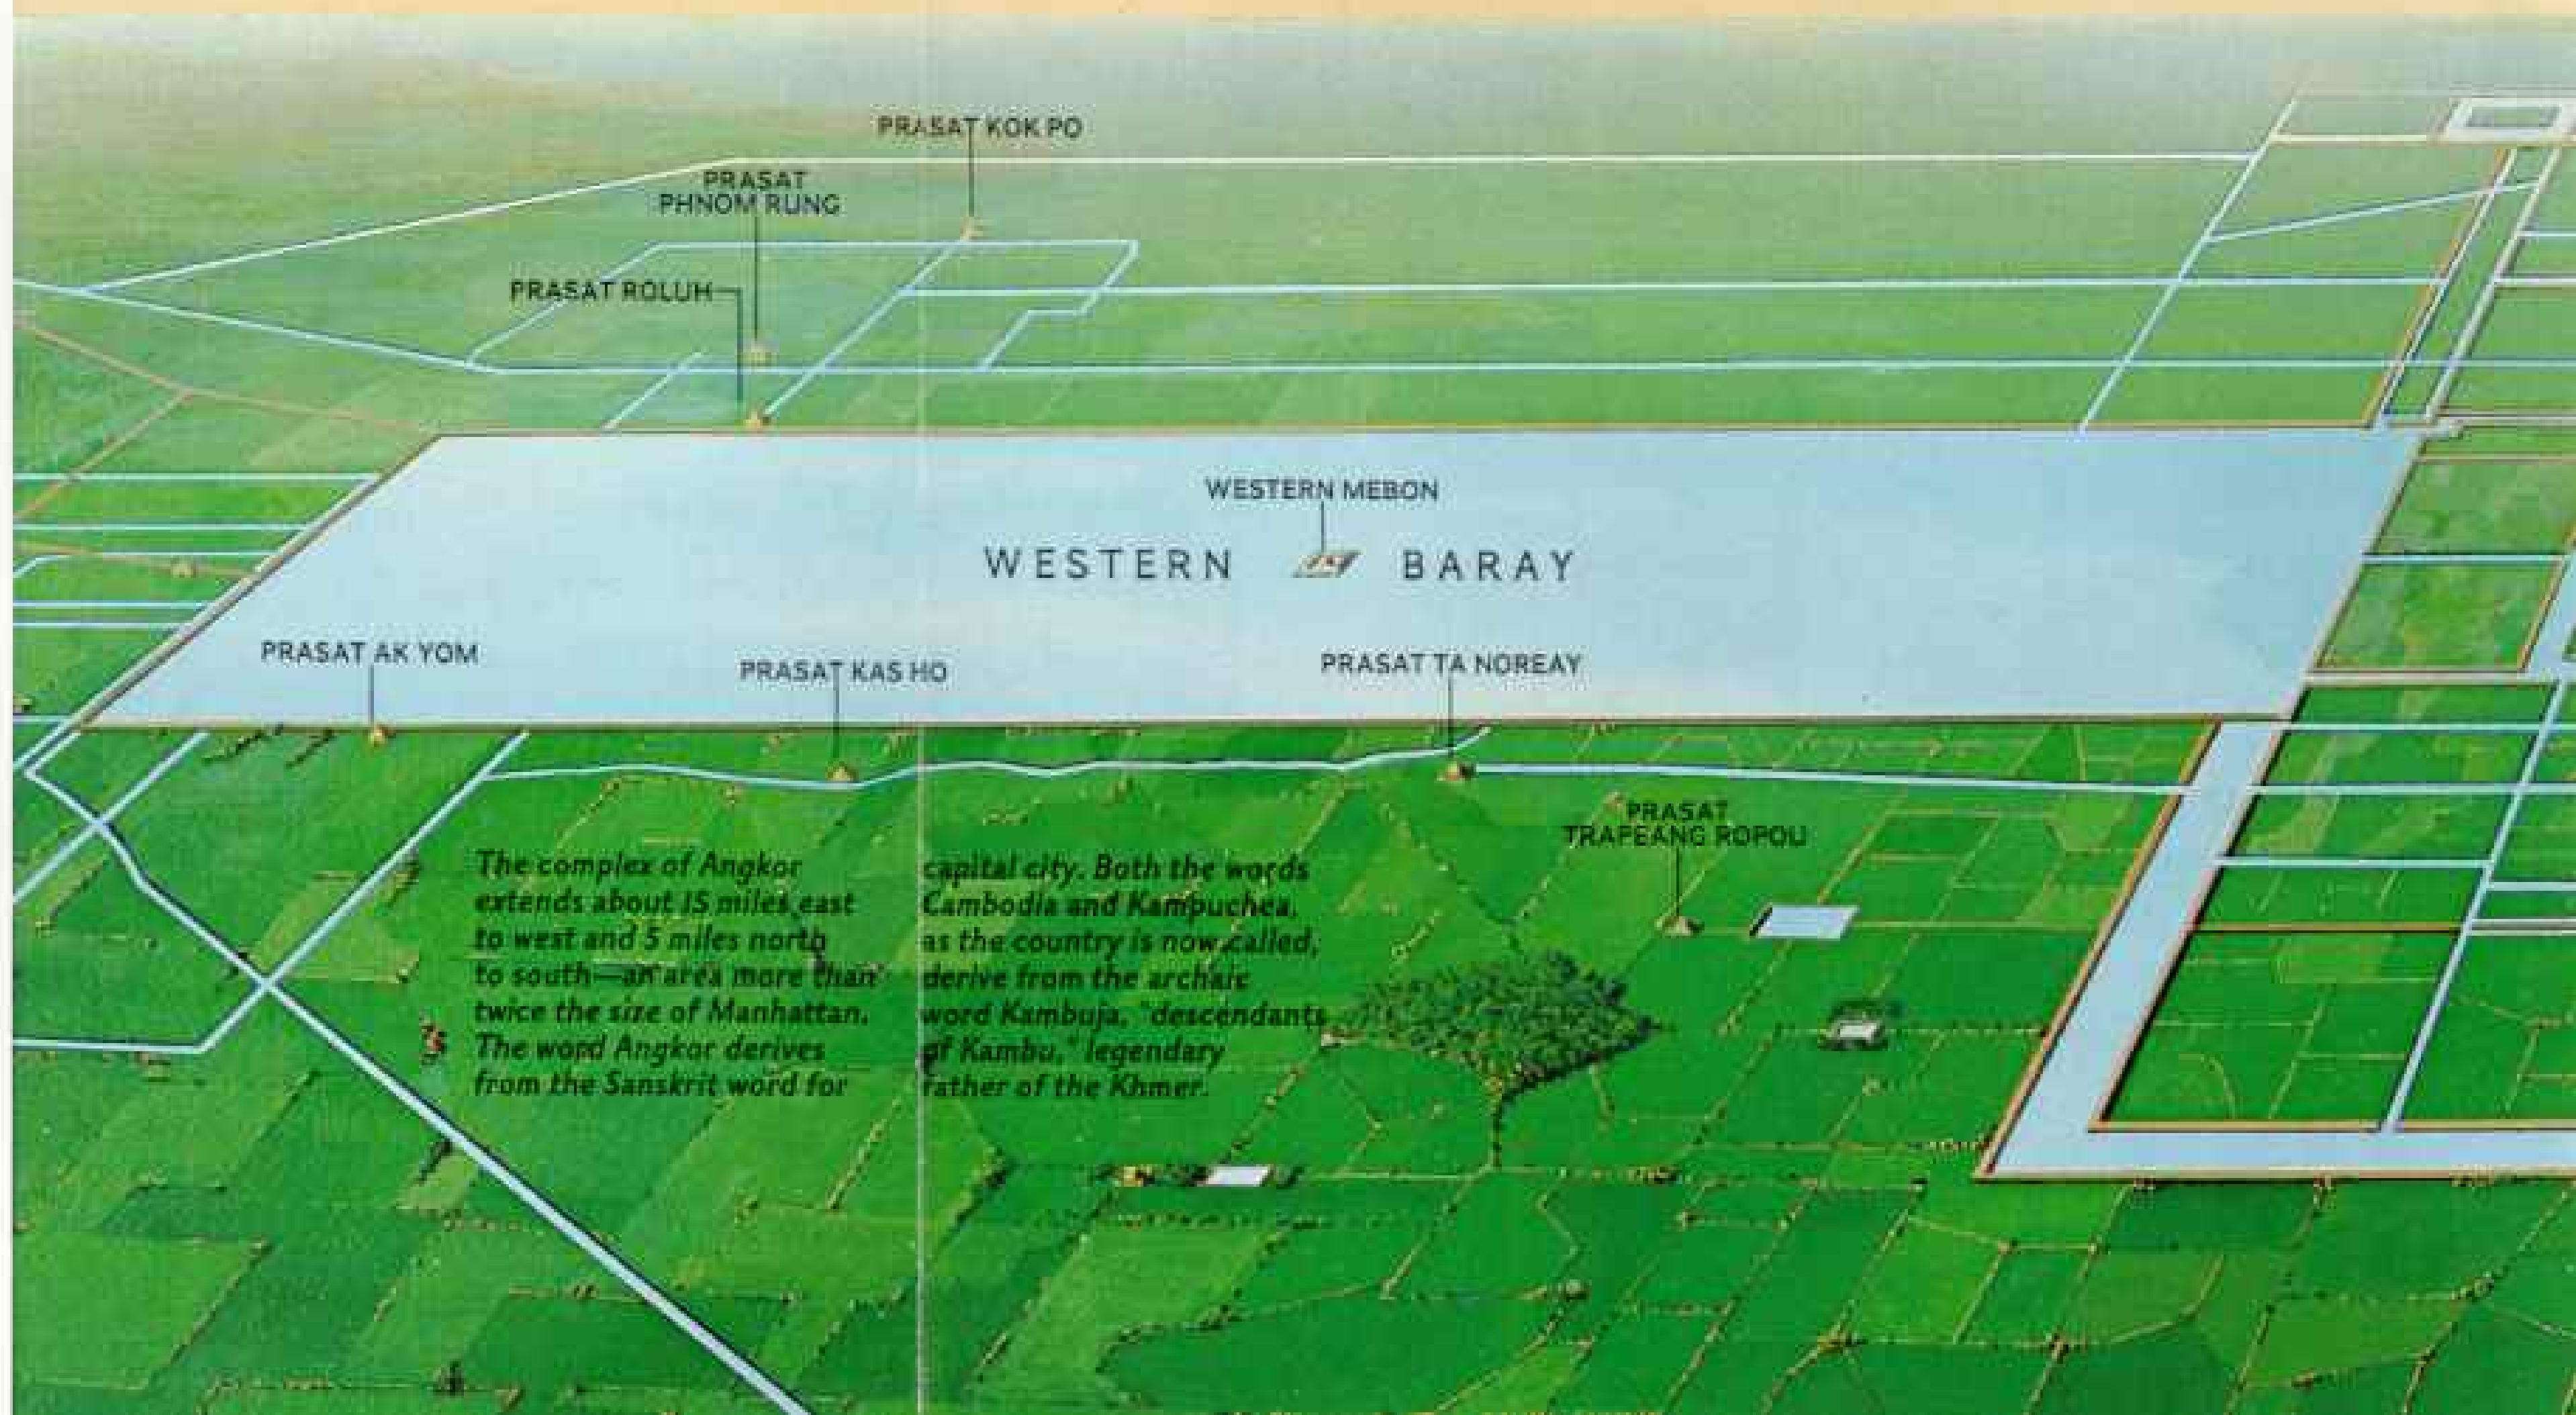 PRASAT KOK PO
PRASAT
PHNOM RUNG
PRASAT ROLUH
WESTERN MEBON
WESTERN BARAY
PRASAT AK YOM
PRASAT KAS HO
PRASAT TA NOREAY
PRASAT
TRAPEANG ROPOU
The complex of Angkor
extends about 15 miles east
to west and 5 miles north
to south—an area more than
twice the size of Manhattan.
The word Angkor derives
from the Sanskrit word for
capital city. Both the words
Cambodia and Kampuchea,
as the country is now called,
derive from the archaic
word Kambuja, "descendants
of Kambu," legendary
father of the Khmer.